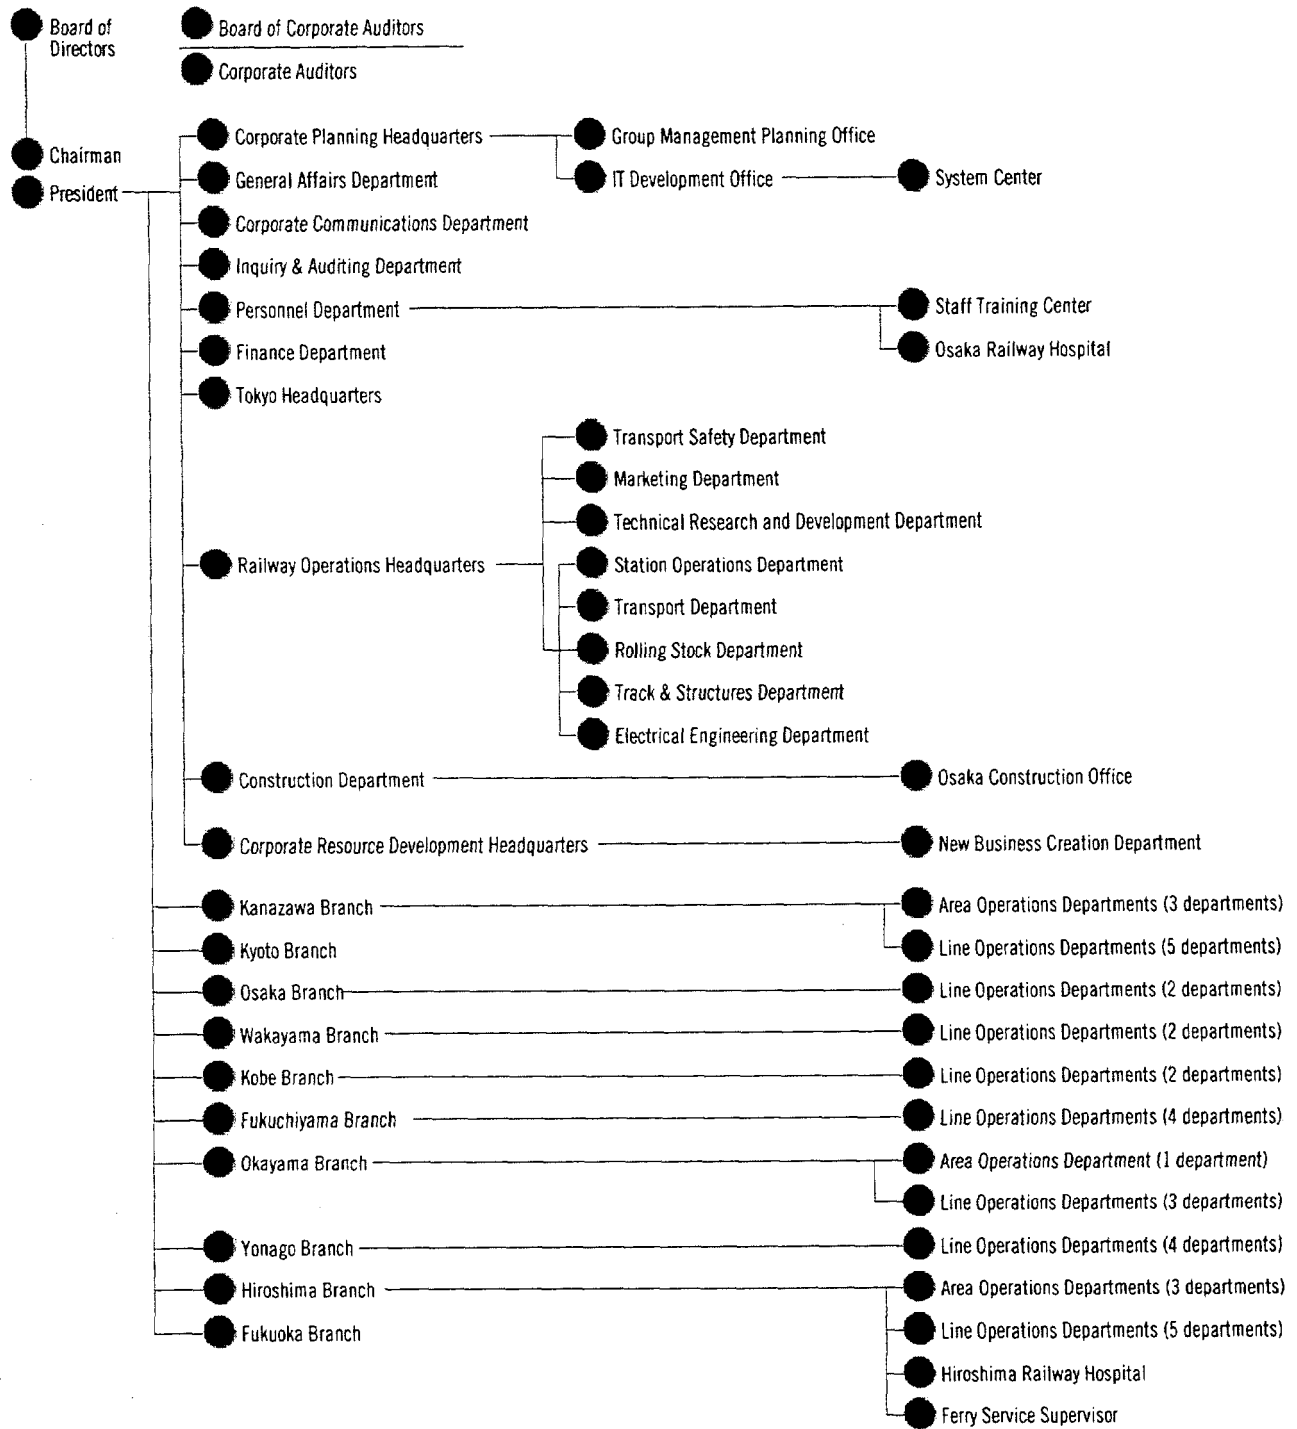 Board of
Directors
Board of Corporate Auditors
Corporate Auditors
Chairman
President
Corporate Planning Headquarters
Group Management Planning Office
General Affairs Department
IT Development Office
System Center
Corporate Communications Department
Inquiry & Auditing Department
Personnel Department
Staff Training Center
Finance Department
Osaka Railway Hospital
Tokyo Headquarters
Transport Safety Department
Marketing Department
Technical Research and Development Department
Railway Operations Headquarters
Station Operations Department
Transport Department
Rolling Stock Department
Track & Structures Department
Electrical Engineering Department
Construction Department
Osaka Construction Office
Corporate Resource Development Headquarters
New Business Creation Department
Kanazawa Branch
Area Operations Departments (3 departments)
Kyoto Branch
Line Operations Departments (5 departments)
Osaka Branch
Line Operations Departments (2 departments)
Wakayama Branch
Line Operations Departments (2 departments)
Kobe Branch
Line Operations Departments (2 departments)
Fukuchiyama Branch
Line Operations Departments (4 departments)
Okayama Branch
Area Operations Department (1 department)
Line Operations Departments (3 departments)
Yonago Branch
Line Operations Departments (4 departments)
Hiroshima Branch
Area Operations Departments (3 departments)
Fukuoka Branch
Line Operations Departments (5 departments)
Hiroshima Railway Hospital
Ferry Service Supervisor